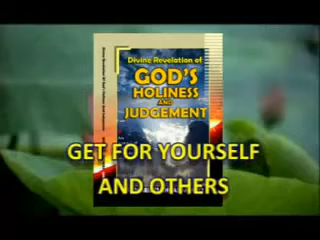 Divine Revelation of
GOD'S
HOLINESS
AND
JUDGEMENT
GET FOR YOURSELF
AND OTHERS